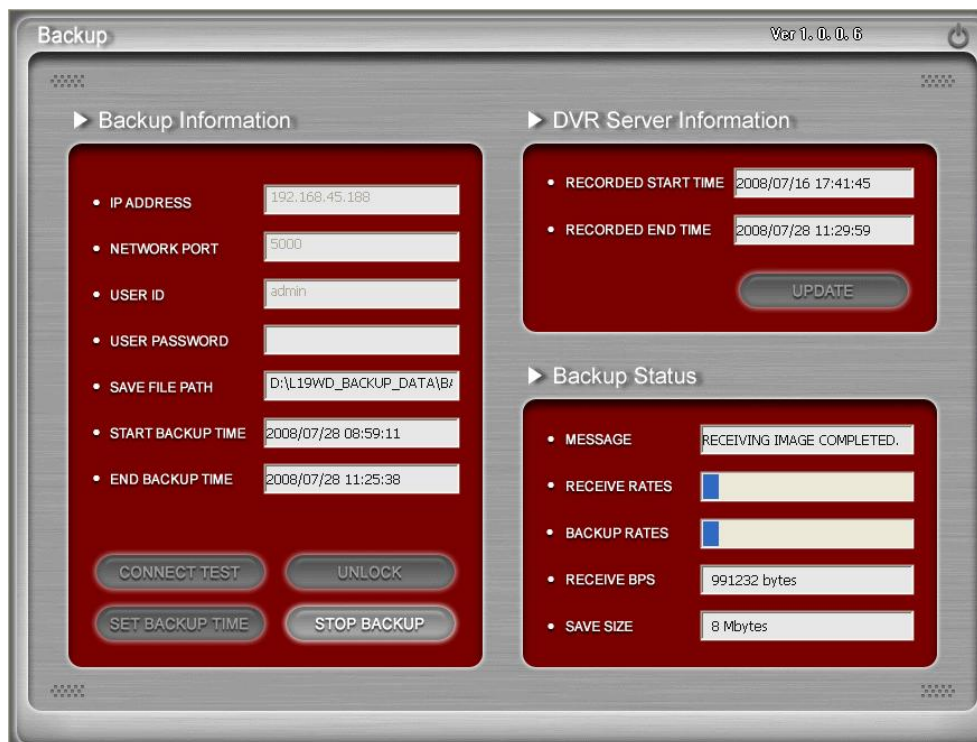 Backup
Ver 1. 0. 0. 6
Backup Information
IP ADDRESS 192.168.45.188
NETWORK PORT 5000
USER ID admin
USER PASSWORD
SAVE FILE PATH D:\L19WD_BACKUP_DATA\BA
START BACKUP TIME 2008/07/28 08:59:11
END BACKUP TIME 2008/07/28 11:25:38
CONNECT TEST UNLOCK
SET BACKUP TIME STOP BACKUP
DVR Server Information
RECORDED START TIME 2008/07/16 17:41:45
RECORDED END TIME 2008/07/28 11:29:59
UPDATE
Backup Status
MESSAGE RECEIVING IMAGE COMPLETED.
RECEIVE RATES
BACKUP RATES
RECEIVE BPS 991232 bytes
SAVE SIZE 8 Mbytes